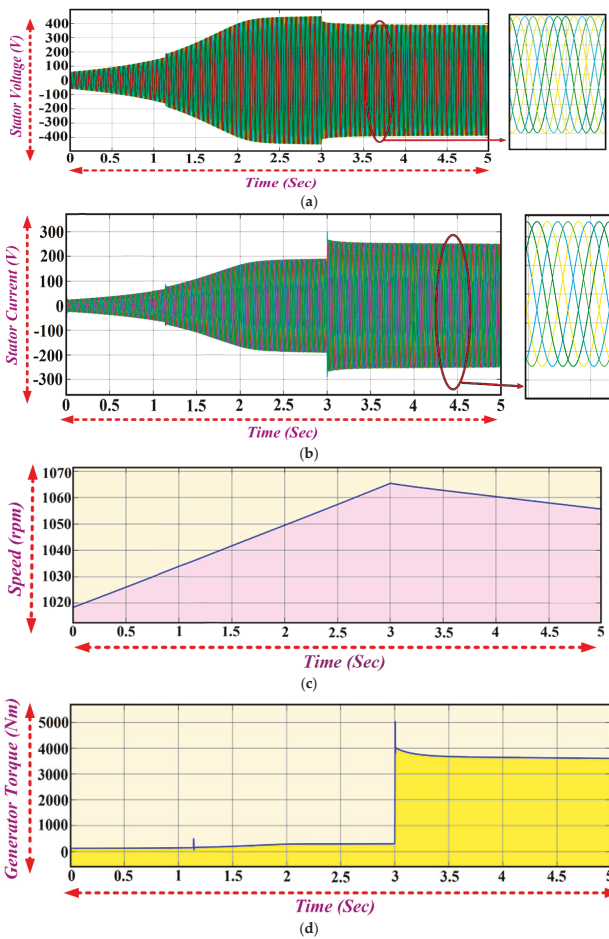 Stator Voltage (V)
400
300
200
100
0
-100
-200
-300
-400
0 0.5 1 1.5 2 2.5 3 3.5 4 4.5 5
Time (Sec)
(a)
Stator Current (V)
300
200
100
0
-100
-200
-300
0 0.5 1 1.5 2 2.5 3 3.5 4 4.5 5
Time (Sec)
(b)
Speed (rpm)
1070
1060
1050
1040
1030
1020
0 0.5 1 1.5 2 2.5 3 3.5 4 4.5 5
Time (Sec)
(c)
Generator Torque (Nm)
5000
4000
3000
2000
1000
0
0 0.5 1 1.5 2 2.5 3 3.5 4 4.5 5
Time (Sec)
(d)